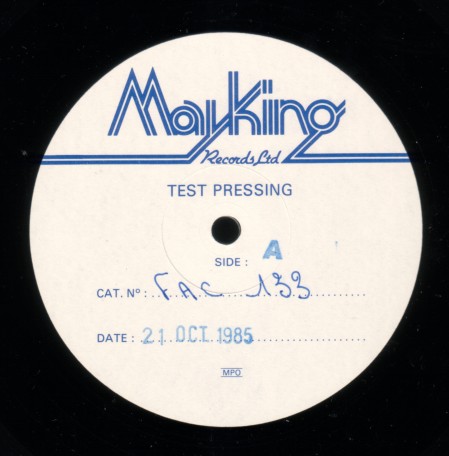 Mayking
Records Ltd
TEST PRESSING
SIDE : A
CAT. Nº : FAC 133
DATE : 21 OCT 1985
MPO